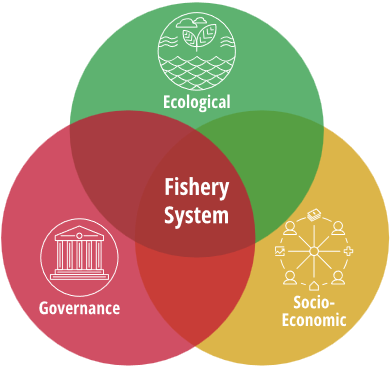 Ecological
Fishery
System
Governance
Socio-
Economic